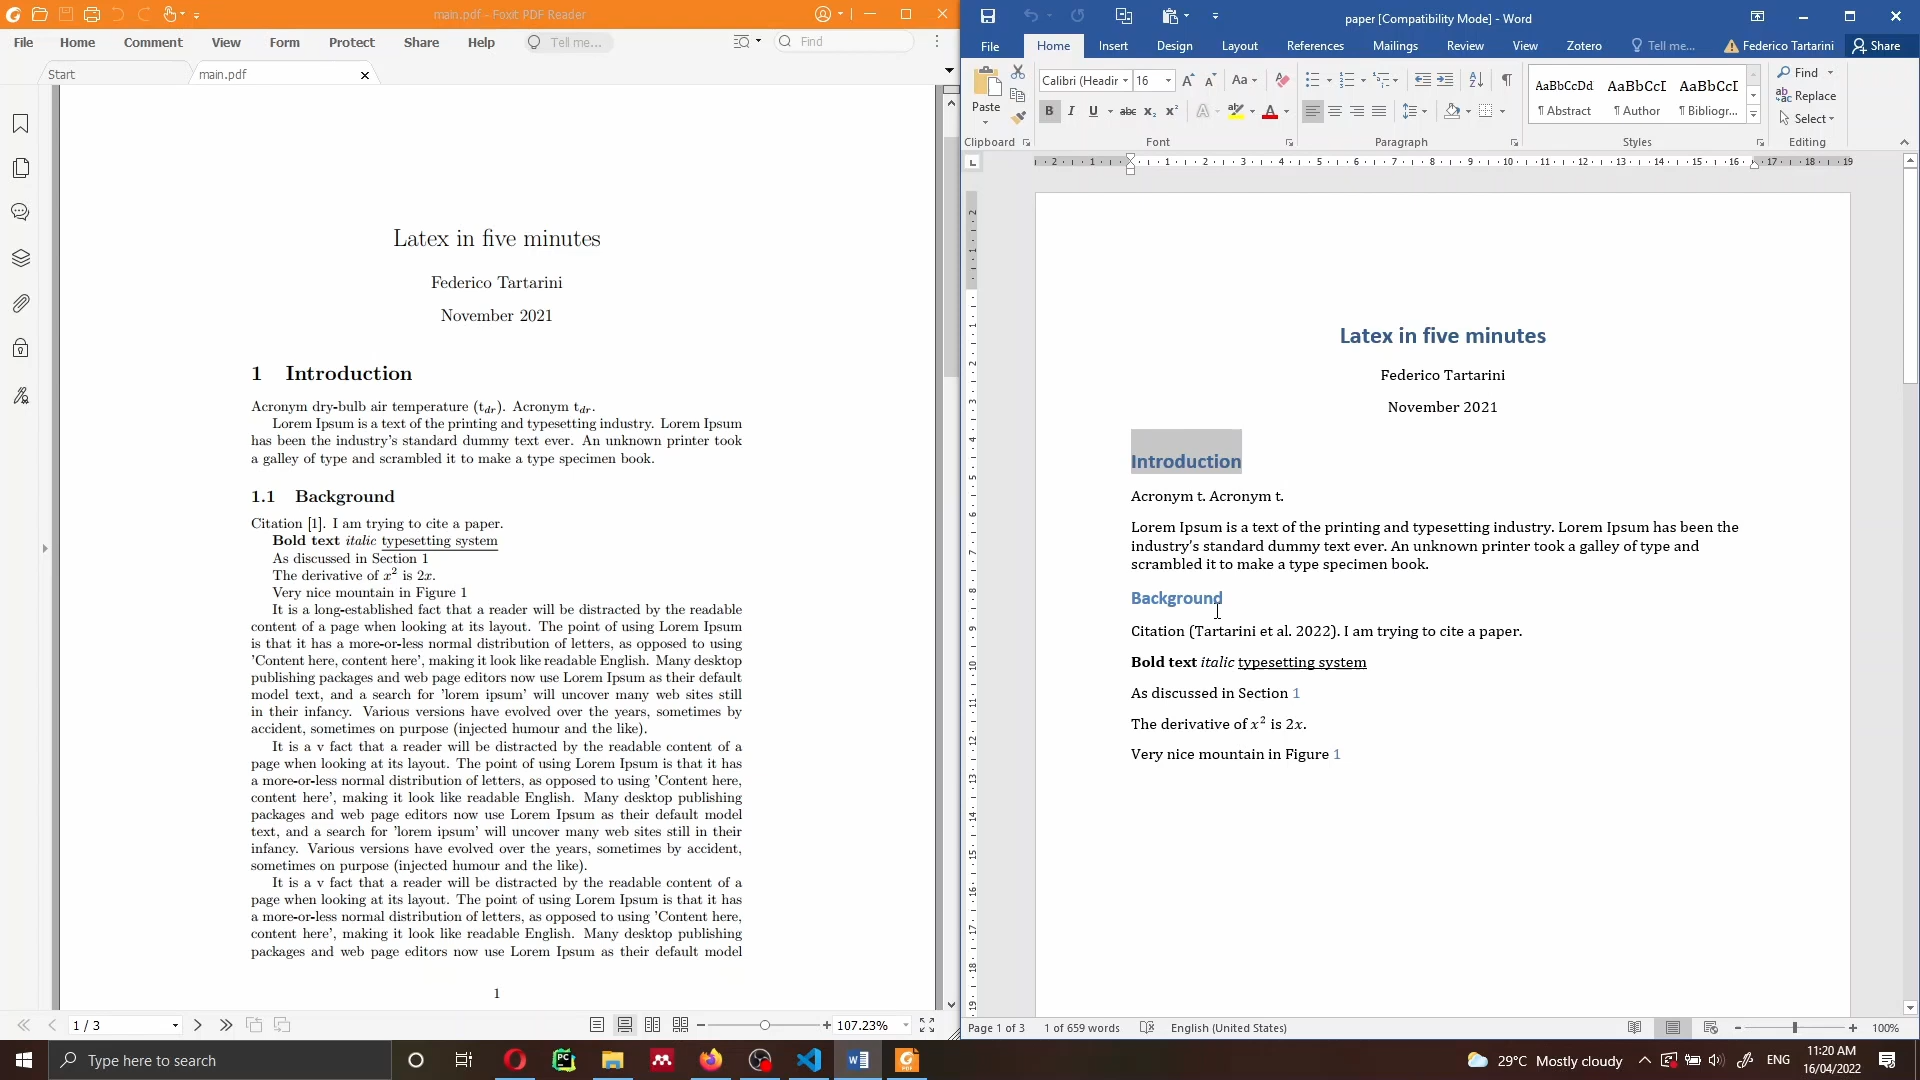 main.pdf - Foxit PDF Reader
File Home Comment View Form Protect Share Help Tell me... Find
Start main.pdf
Latex in five minutes
Federico Tartarini
November 2021
1 Introduction
Acronym dry-bulb air temperature (tdr). Acronym tdr.
Lorem Ipsum is a text of the printing and typesetting industry. Lorem Ipsum
has been the industry's standard dummy text ever. An unknown printer took
a galley of type and scrambled it to make a type specimen book.
1.1 Background
Citation [1]. I am trying to cite a paper.
Bold text italic typesetting system
As discussed in Section 1
The derivative of x² is 2x.
Very nice mountain in Figure 1
It is a long-established fact that a reader will be distracted by the readable
content of a page when looking at its layout. The point of using Lorem Ipsum
is that it has a more-or-less normal distribution of letters, as opposed to using
'Content here, content here', making it look like readable English. Many desktop
publishing packages and web page editors now use Lorem Ipsum as their default
model text, and a search for 'lorem ipsum' will uncover many web sites still
in their infancy. Various versions have evolved over the years, sometimes by
accident, sometimes on purpose (injected humour and the like).
It is a v fact that a reader will be distracted by the readable content of a
page when looking at its layout. The point of using Lorem Ipsum is that it has
a more-or-less normal distribution of letters, as opposed to using 'Content here,
content here', making it look like readable English. Many desktop publishing
packages and web page editors now use Lorem Ipsum as their default model
text, and a search for 'lorem ipsum' will uncover many web sites still in their
infancy. Various versions have evolved over the years, sometimes by accident,
sometimes on purpose (injected humour and the like).
It is a v fact that a reader will be distracted by the readable content of a
page when looking at its layout. The point of using Lorem Ipsum is that it has
a more-or-less normal distribution of letters, as opposed to using 'Content here,
content here', making it look like readable English. Many desktop publishing
packages and web page editors now use Lorem Ipsum as their default model
1
1 / 3 107.23%
paper [Compatibility Mode] - Word
File Home Insert Design Layout References Mailings Review View Zotero Tell me... Federico Tartarini Share
Paste Calibri (Headir 16 Aa AaBbCcDd AaBbCcI AaBbCcI Find
B I U abc x₂ x² A A ¶ Abstract ¶ Author ¶ Bibliogr... Replace
Select
Clipboard Font Paragraph Styles Editing
2 1 1 2 3 4 5 6 7 8 9 10 11 12 13 14 15 16 17 18 19
Latex in five minutes
Federico Tartarini
November 2021
Introduction
Acronym t. Acronym t.
Lorem Ipsum is a text of the printing and typesetting industry. Lorem Ipsum has been the
industry's standard dummy text ever. An unknown printer took a galley of type and
scrambled it to make a type specimen book.
Background
Citation (Tartarini et al. 2022). I am trying to cite a paper.
Bold text italic typesetting system
As discussed in Section 1
The derivative of x² is 2x.
Very nice mountain in Figure 1
Page 1 of 3 1 of 659 words English (United States) 100%
Type here to search 29°C Mostly cloudy ENG 11:20 AM
16/04/2022